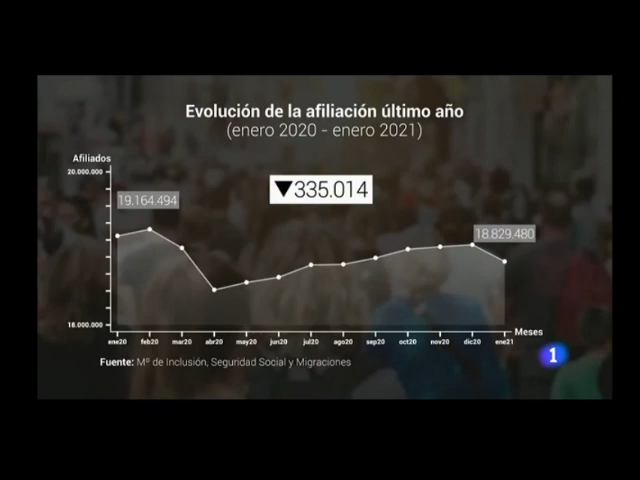 Evolución de la afiliación último año
(enero 2020 - enero 2021)
Afiliados
20.000.000
▼335.014
19.164.494
18.829.480
18.000.000
Meses
ene20 feb20 mar20 abr20 may20 jun20 jul20 ago20 sep20 oct20 nov20 dic20 ene21
1
Fuente: Mº de Inclusión, Seguridad Social y Migraciones